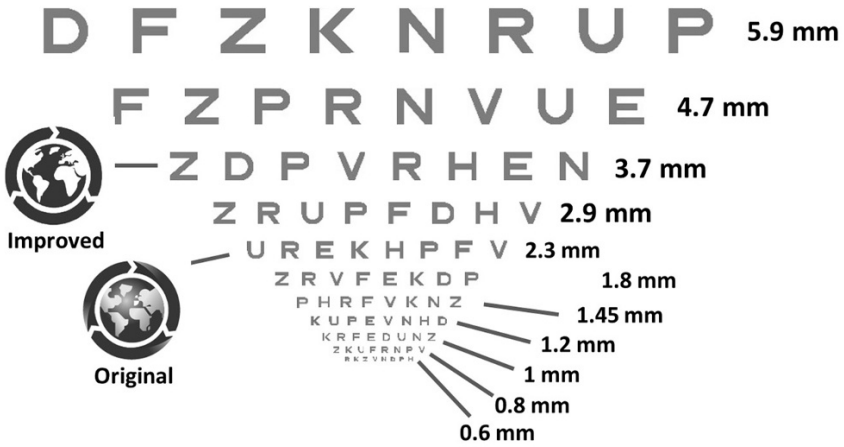 D F Z K N R U P 5.9 mm
F Z P R N V U E 4.7 mm
Z D P V R H E N 3.7 mm
Improved
Z R U P F D H V 2.9 mm
U R E K H P F V 2.3 mm
Z R V F E K D P 1.8 mm
P H R F V K N Z 1.45 mm
K U P E V N H D 1.2 mm
Original
K R F E D U N Z 1 mm
Z K U F R N P V 0.8 mm
0.6 mm